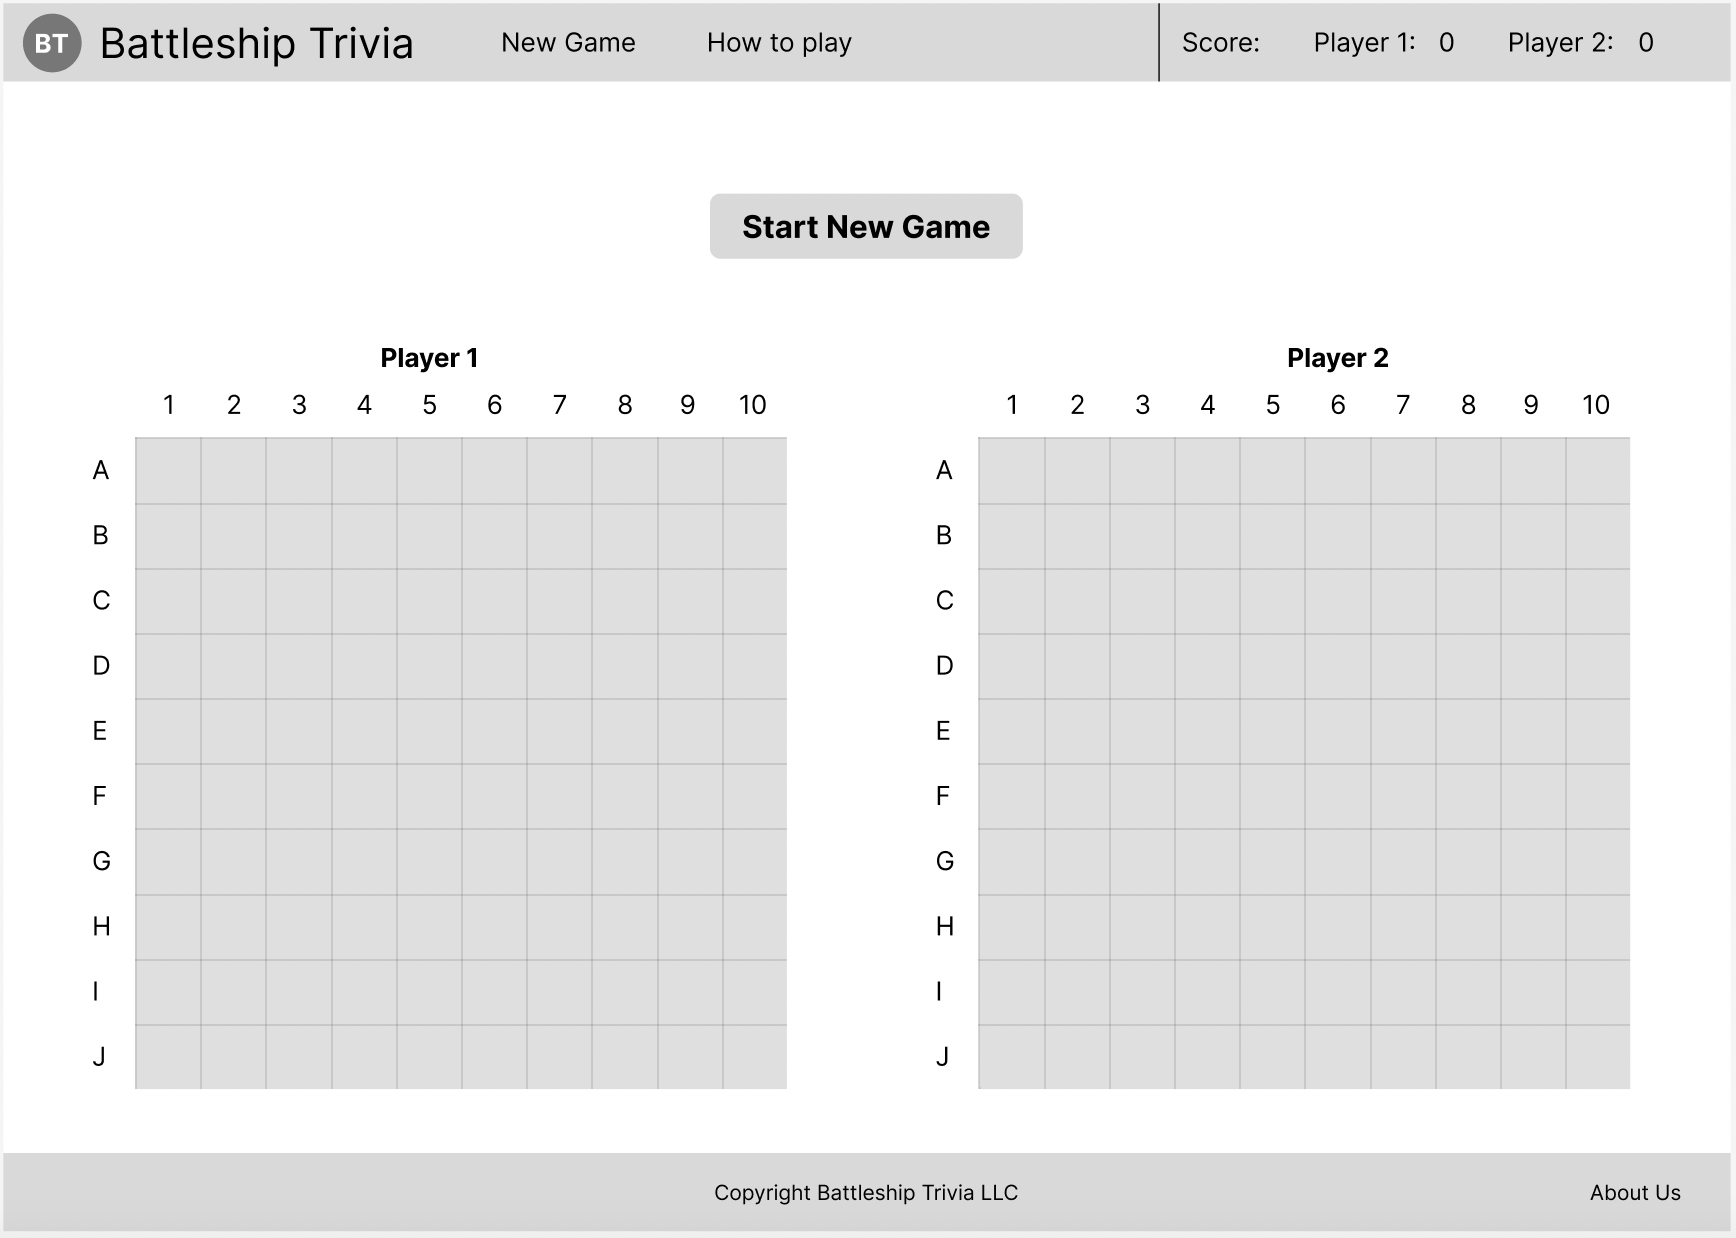 BT Battleship Trivia New Game How to play Score: Player 1: 0 Player 2: 0
Start New Game
Player 1 Player 2
1 2 3 4 5 6 7 8 9 10 1 2 3 4 5 6 7 8 9 10
A A
B B
C C
D D
E E
F F
G G
H H
I I
J J
Copyright Battleship Trivia LLC About Us